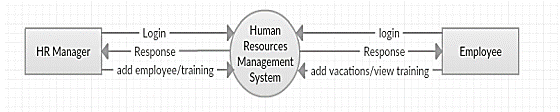 Login
Human
login
HR Manager
Response
Resources
Management
System
Response
Employee
add employee/training
add vacations/view training